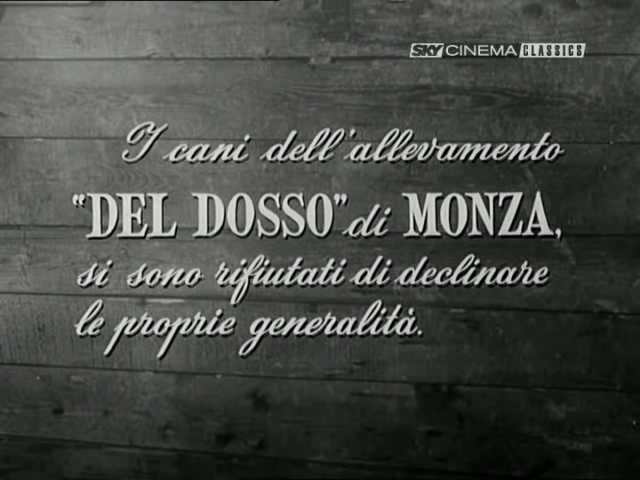 SKY CINEMA CLASSICS
I cani dell'allevamento
"DEL DOSSO" di MONZA,
si sono rifiutati di declinare
le proprie generalità.